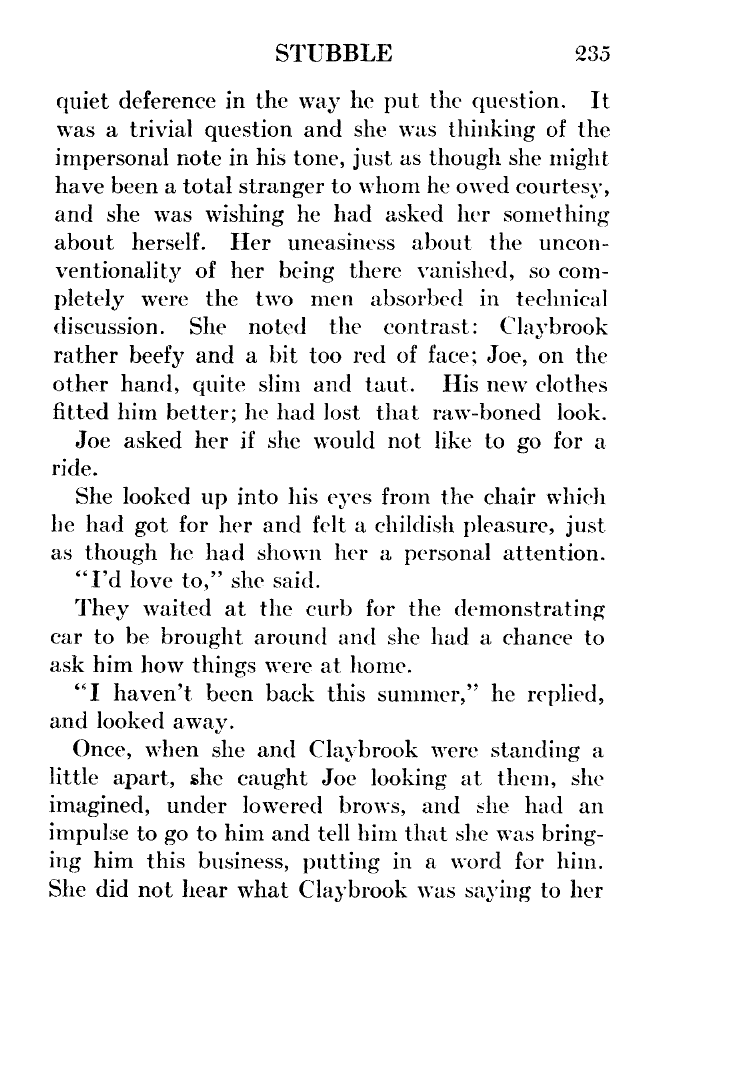 STUBBLE 235
quiet deference in the way he put the question. It
was a trivial question and she was thinking of the
impersonal note in his tone, just as though she might
have been a total stranger to whom he owed courtesy,
and she was wishing he had asked her something
about herself. Her uneasiness about the uncon-
ventionality of her being there vanished, so com-
pletely were the two men absorbed in technical
discussion. She noted the contrast: Claybrook
rather beefy and a bit too red of face; Joe, on the
other hand, quite slim and taut. His new clothes
fitted him better; he had lost that raw-boned look.
Joe asked her if she would not like to go for a
ride.
She looked up into his eyes from the chair which
he had got for her and felt a childish pleasure, just
as though he had shown her a personal attention.
“I’d love to,” she said.
They waited at the curb for the demonstrating
car to be brought around and she had a chance to
ask him how things were at home.
“I haven’t been back this summer,” he replied,
and looked away.
Once, when she and Claybrook were standing a
little apart, she caught Joe looking at them, she
imagined, under lowered brows, and she had an
impulse to go to him and tell him that she was bring-
ing him this business, putting in a word for him.
She did not hear what Claybrook was saying to her